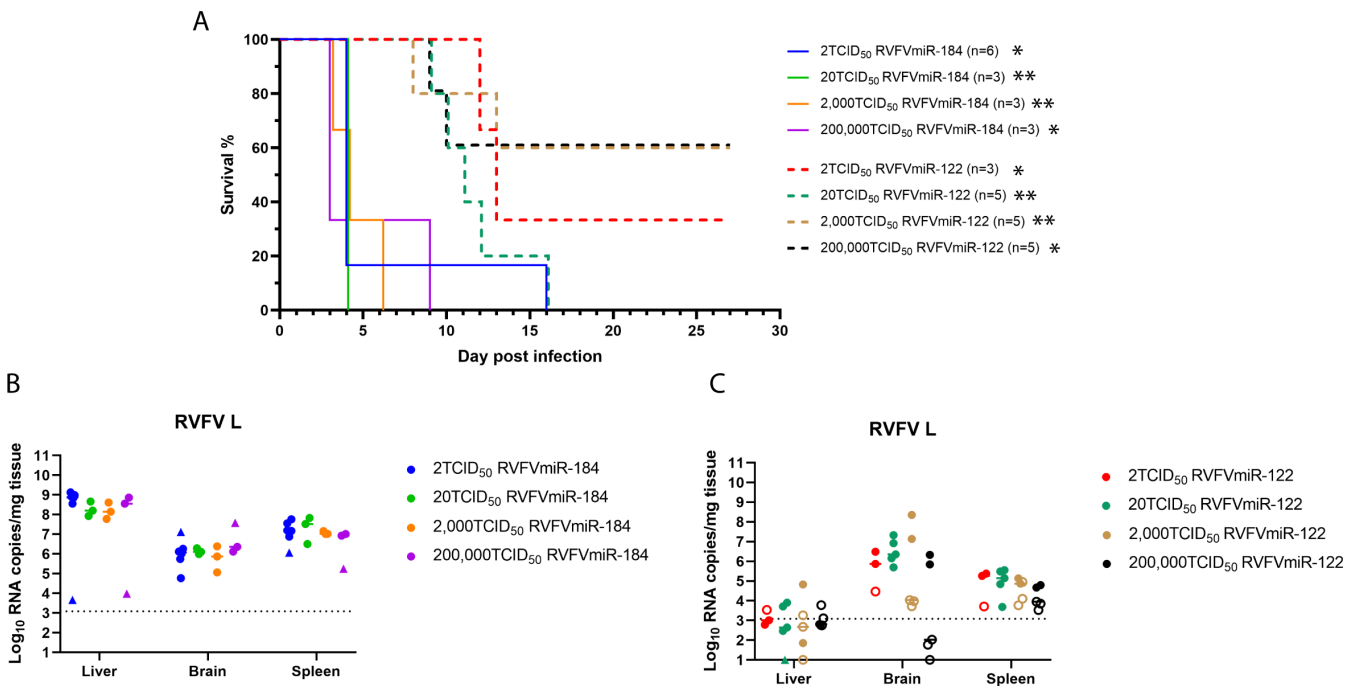 A
Survival %
100
80
60
40
20
0
0 5 10 15 20 25 30
Day post infection
2TCID50 RVFVmiR-184 (n=6) *
20TCID50 RVFVmiR-184 (n=3) **
2,000TCID50 RVFVmiR-184 (n=3) **
200,000TCID50 RVFVmiR-184 (n=3) *
2TCID50 RVFVmiR-122 (n=3) *
20TCID50 RVFVmiR-122 (n=5) **
2,000TCID50 RVFVmiR-122 (n=5) **
200,000TCID50 RVFVmiR-122 (n=5) *
B
RVFV L
Log10 RNA copies/mg tissue
11
10
9
8
7
6
5
4
3
2
1
Liver Brain Spleen
2TCID50 RVFVmiR-184
20TCID50 RVFVmiR-184
2,000TCID50 RVFVmiR-184
200,000TCID50 RVFVmiR-184
C
RVFV L
Log10 RNA copies/mg tissue
11
10
9
8
7
6
5
4
3
2
1
Liver Brain Spleen
2TCID50 RVFVmiR-122
20TCID50 RVFVmiR-122
2,000TCID50 RVFVmiR-122
200,000TCID50 RVFVmiR-122